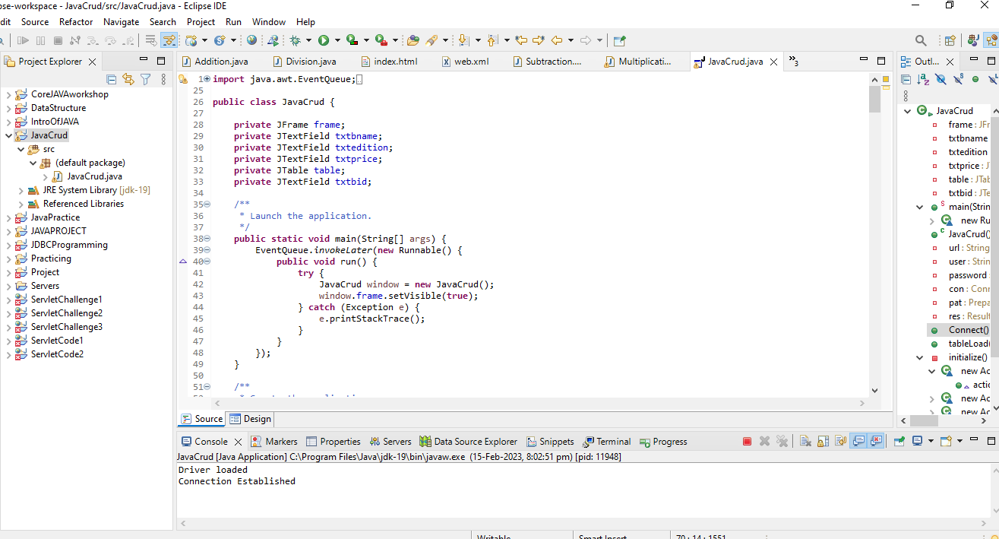 pse-workspace - JavaCrud/src/JavaCrud.java - Eclipse IDE
dit Source Refactor Navigate Search Project Run Window Help
Project Explorer
CoreJAVAworkshop
DataStructure
IntroOfJAVA
JavaCrud
src
(default package)
JavaCrud.java
JRE System Library [jdk-19]
Referenced Libraries
JavaPractice
JAVAPROJECT
JDBCProgramming
Practicing
Project
Servers
ServletChallenge1
ServletChallenge2
ServletChallenge3
ServletCode1
ServletCode2
Addition.java Division.java index.html web.xml Subtraction.... Multiplicati... JavaCrud.java »3
1 import java.awt.EventQueue;
25
26 public class JavaCrud {
27
28 private JFrame frame;
29 private JTextField txtbname;
30 private JTextField txtedition;
31 private JTextField txtprice;
32 private JTable table;
33 private JTextField txtbid;
34
35 /**
36 * Launch the application.
37 */
38 public static void main(String[] args) {
39 EventQueue.invokeLater(new Runnable() {
40 public void run() {
41 try {
42 JavaCrud window = new JavaCrud();
43 window.frame.setVisible(true);
44 } catch (Exception e) {
45 e.printStackTrace();
46 }
47 }
48 });
49 }
50
51 /**
Source Design
Outl...
JavaCrud
frame : JFr
txtbname
txtedition
txtprice : J
table : JTab
txtbid : JTe
main(Strin
new Ru
JavaCrud()
url : String
user : Strin
password
con : Conn
pat : Prepa
res : Result
Connect()
tableLoad(
initialize()
new Ac
actic
new Ac
new Ac
Console Markers Properties Servers Data Source Explorer Snippets Terminal Progress
JavaCrud [Java Application] C:\Program Files\Java\jdk-19\bin\javaw.exe (15-Feb-2023, 8:02:51 pm) [pid: 11948]
Driver loaded
Connection Established
Writable Smart Insert 70 : 14 : 1551